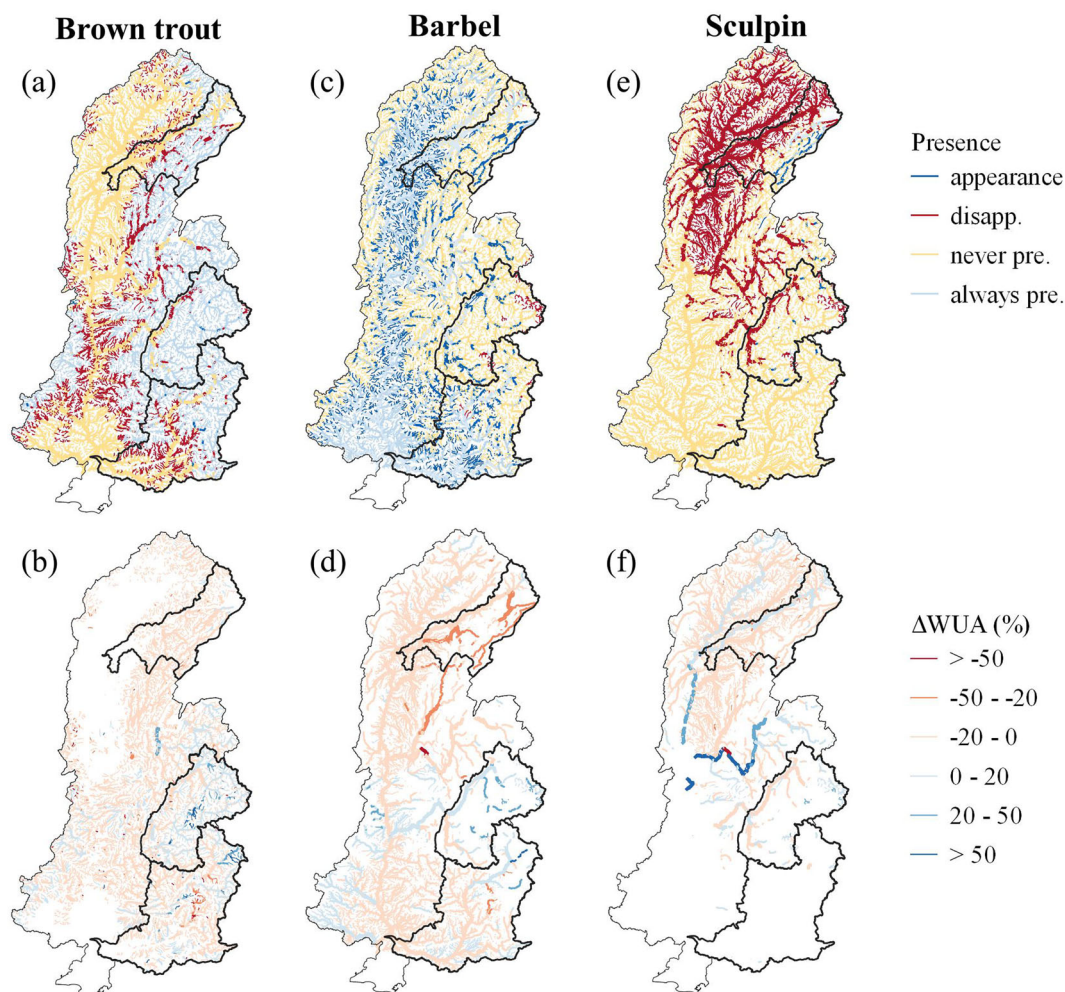 Brown trout
Barbel
Sculpin
(a)
(c)
(e)
Presence
appearance
disapp.
never pre.
always pre.
(b)
(d)
(f)
ΔWUA (%)
> -50
-50 - -20
-20 - 0
0 - 20
20 - 50
> 50